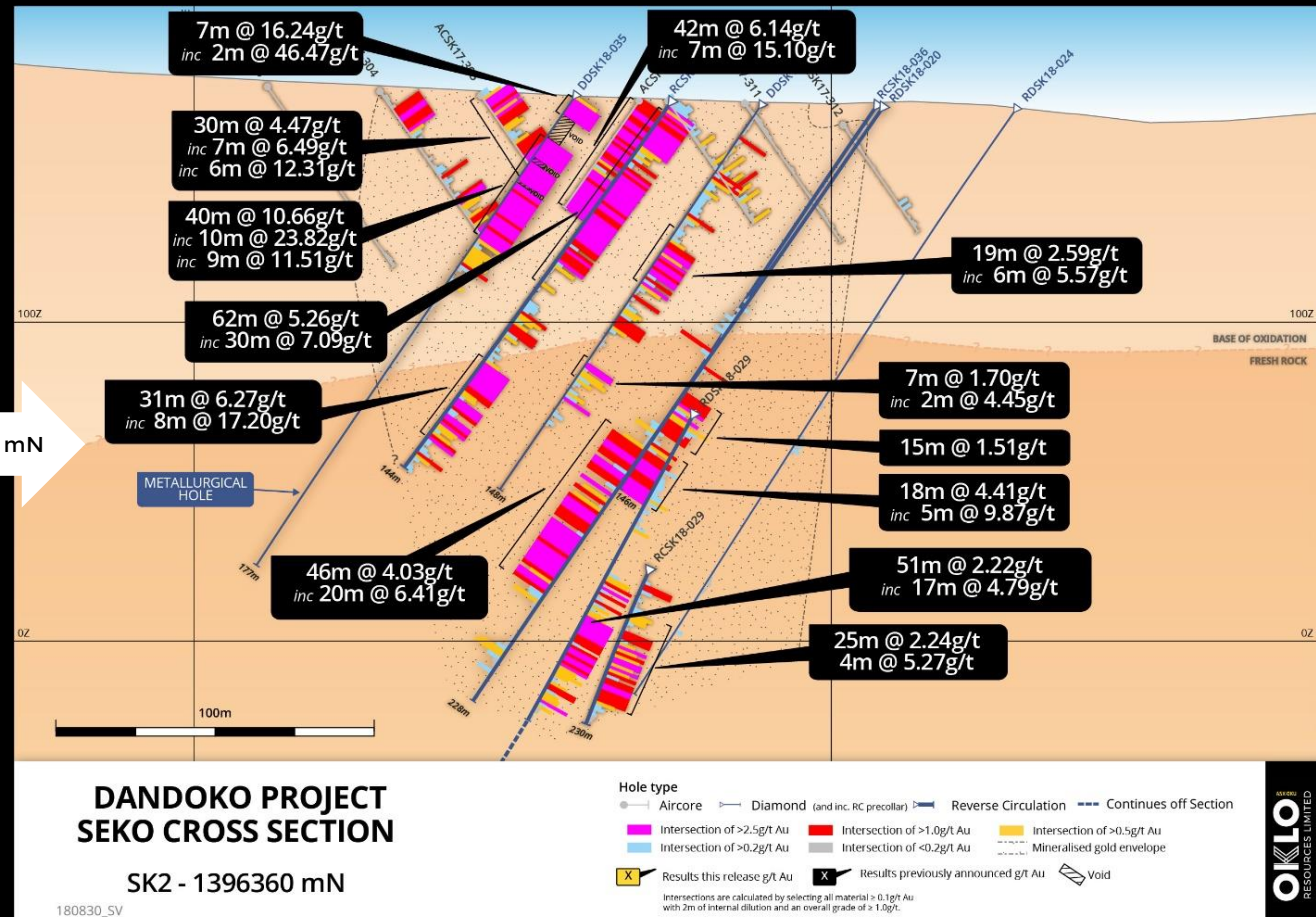 7m @ 16.24g/t
inc 2m @ 46.47g/t
42m @ 6.14g/t
inc 7m @ 15.10g/t
DDSK18-035
RCSK18-036
RDSK18-020
RDSK18-024
30m @ 4.47g/t
inc 7m @ 6.49g/t
inc 6m @ 12.31g/t
VOID
VOID
VOID
40m @ 10.66g/t
inc 10m @ 23.82g/t
inc 9m @ 11.51g/t
19m @ 2.59g/t
inc 6m @ 5.57g/t
62m @ 5.26g/t
inc 30m @ 7.09g/t
100Z
100Z
BASE OF OXIDATION
FRESH ROCK
31m @ 6.27g/t
inc 8m @ 17.20g/t
7m @ 1.70g/t
inc 2m @ 4.45g/t
RDSK18-029
15m @ 1.51g/t
mN
METALLURGICAL
HOLE
144m
148m
146m
18m @ 4.41g/t
inc 5m @ 9.87g/t
RCSK18-029
177m
46m @ 4.03g/t
inc 20m @ 6.41g/t
51m @ 2.22g/t
inc 17m @ 4.79g/t
0Z
0Z
25m @ 2.24g/t
4m @ 5.27g/t
228m
230m
100m
DANDOKO PROJECT
SEKO CROSS SECTION
SK2 - 1396360 mN
180830_SV
Hole type
Aircore
Diamond (and inc. RC precollar)
Reverse Circulation
Continues off Section
Intersection of >2.5g/t Au
Intersection of >1.0g/t Au
Intersection of >0.5g/t Au
Intersection of >0.2g/t Au
Intersection of <0.2g/t Au
Mineralised gold envelope
X Results this release g/t Au
X Results previously announced g/t Au
Void
Intersections are calculated by selecting all material ≥ 0.1g/t Au
with 2m of internal dilution and an overall grade of ≥ 1.0g/t.
OKLO
RESOURCES LIMITED